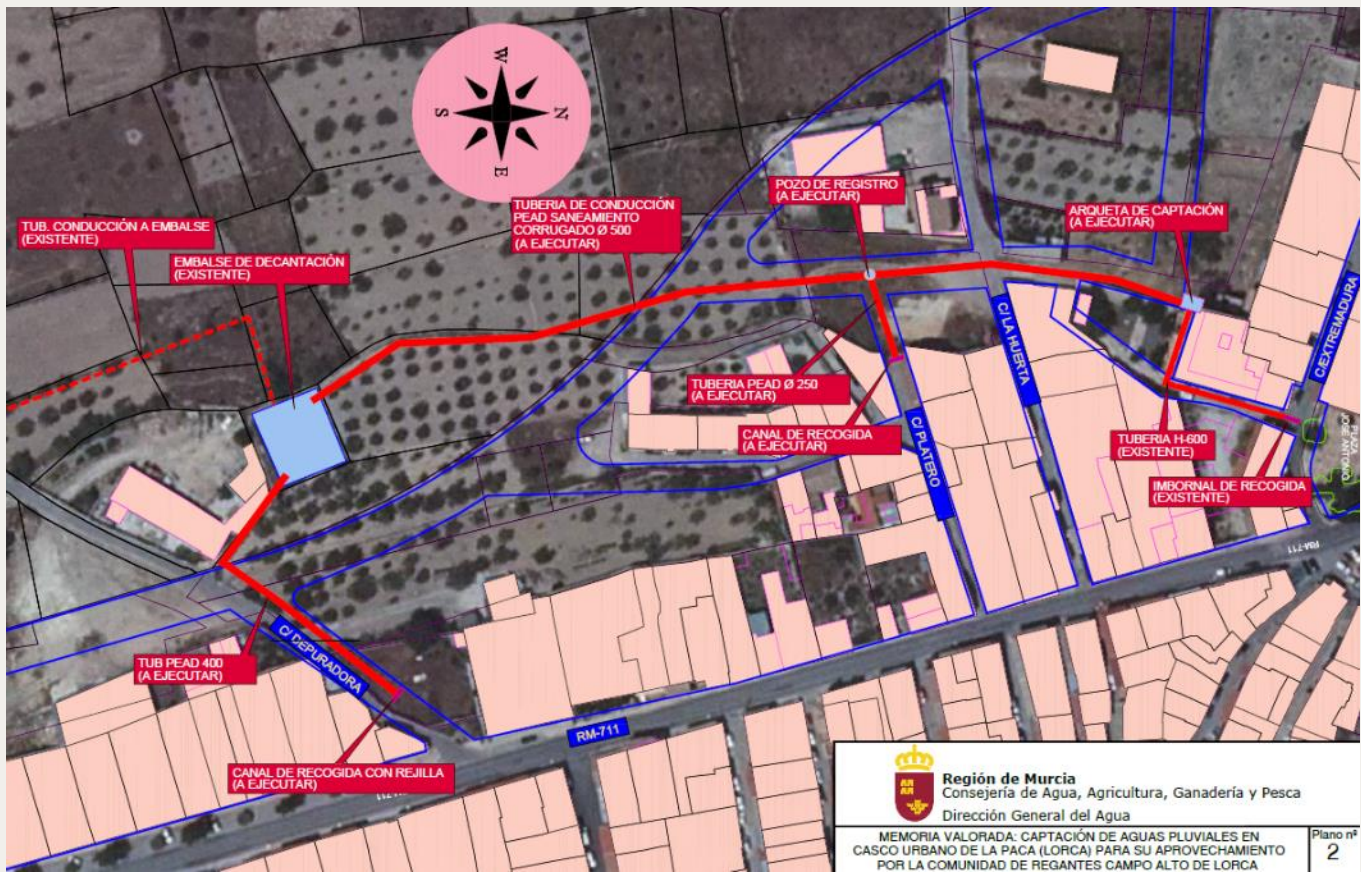 W
S
N
E
TUB. CONDUCCIÓN A EMBALSE
(EXISTENTE)
EMBALSE DE DECANTACIÓN
(EXISTENTE)
TUBERIA DE CONDUCCIÓN
PEAD SANEAMIENTO
CORRUGADO Ø 500
(A EJECUTAR)
POZO DE REGISTRO
(A EJECUTAR)
ARQUETA DE CAPTACIÓN
(A EJECUTAR)
C/EXTREMADURA
C/ LA HUERTA
TUBERIA PEAD Ø 250
(A EJECUTAR)
CANAL DE RECOGIDA
(A EJECUTAR)
C/ PLATERO
PLAZA
JOSE ANTONIO
TUBERIA H-600
(EXISTENTE)
IMBORNAL DE RECOGIDA
(EXISTENTE)
RM-711
C/ DEPURADORA
TUB PEAD 400
(A EJECUTAR)
RM-711
CANAL DE RECOGIDA CON REJILLA
(A EJECUTAR)
RM-711
Región de Murcia
Consejería de Agua, Agricultura, Ganadería y Pesca
Dirección General del Agua
MEMORIA VALORADA: CAPTACIÓN DE AGUAS PLUVIALES EN
CASCO URBANO DE LA PACA (LORCA) PARA SU APROVECHAMIENTO
POR LA COMUNIDAD DE REGANTES CAMPO ALTO DE LORCA
Plano nº
2